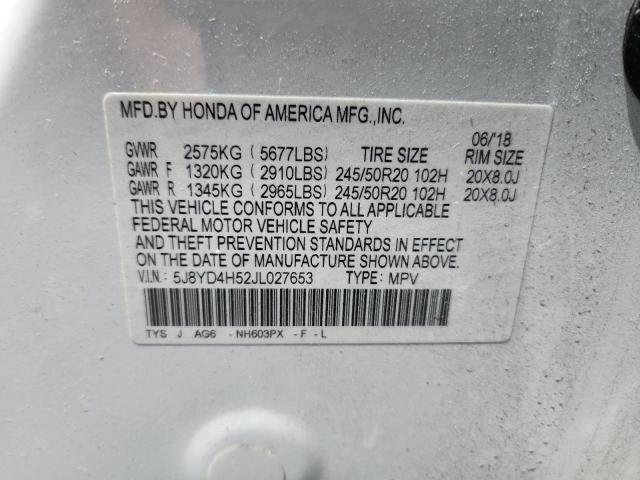 MFD.BY HONDA OF AMERICA MFG.,INC.
06/'18
GVWR 2575KG ( 5677LBS) TIRE SIZE RIM SIZE
GAWR F 1320KG ( 2910LBS) 245/50R20 102H 20X8.0J
GAWR R 1345KG ( 2965LBS) 245/50R20 102H 20X8.0J
THIS VEHICLE CONFORMS TO ALL APPLICABLE
FEDERAL MOTOR VEHICLE SAFETY
AND THEFT PREVENTION STANDARDS IN EFFECT
ON THE DATE OF MANUFACTURE SHOWN ABOVE.
V.I.N.: 5J8YD4H52JL027653 TYPE: MPV
TYS J AG6 - NH603PX - F - L